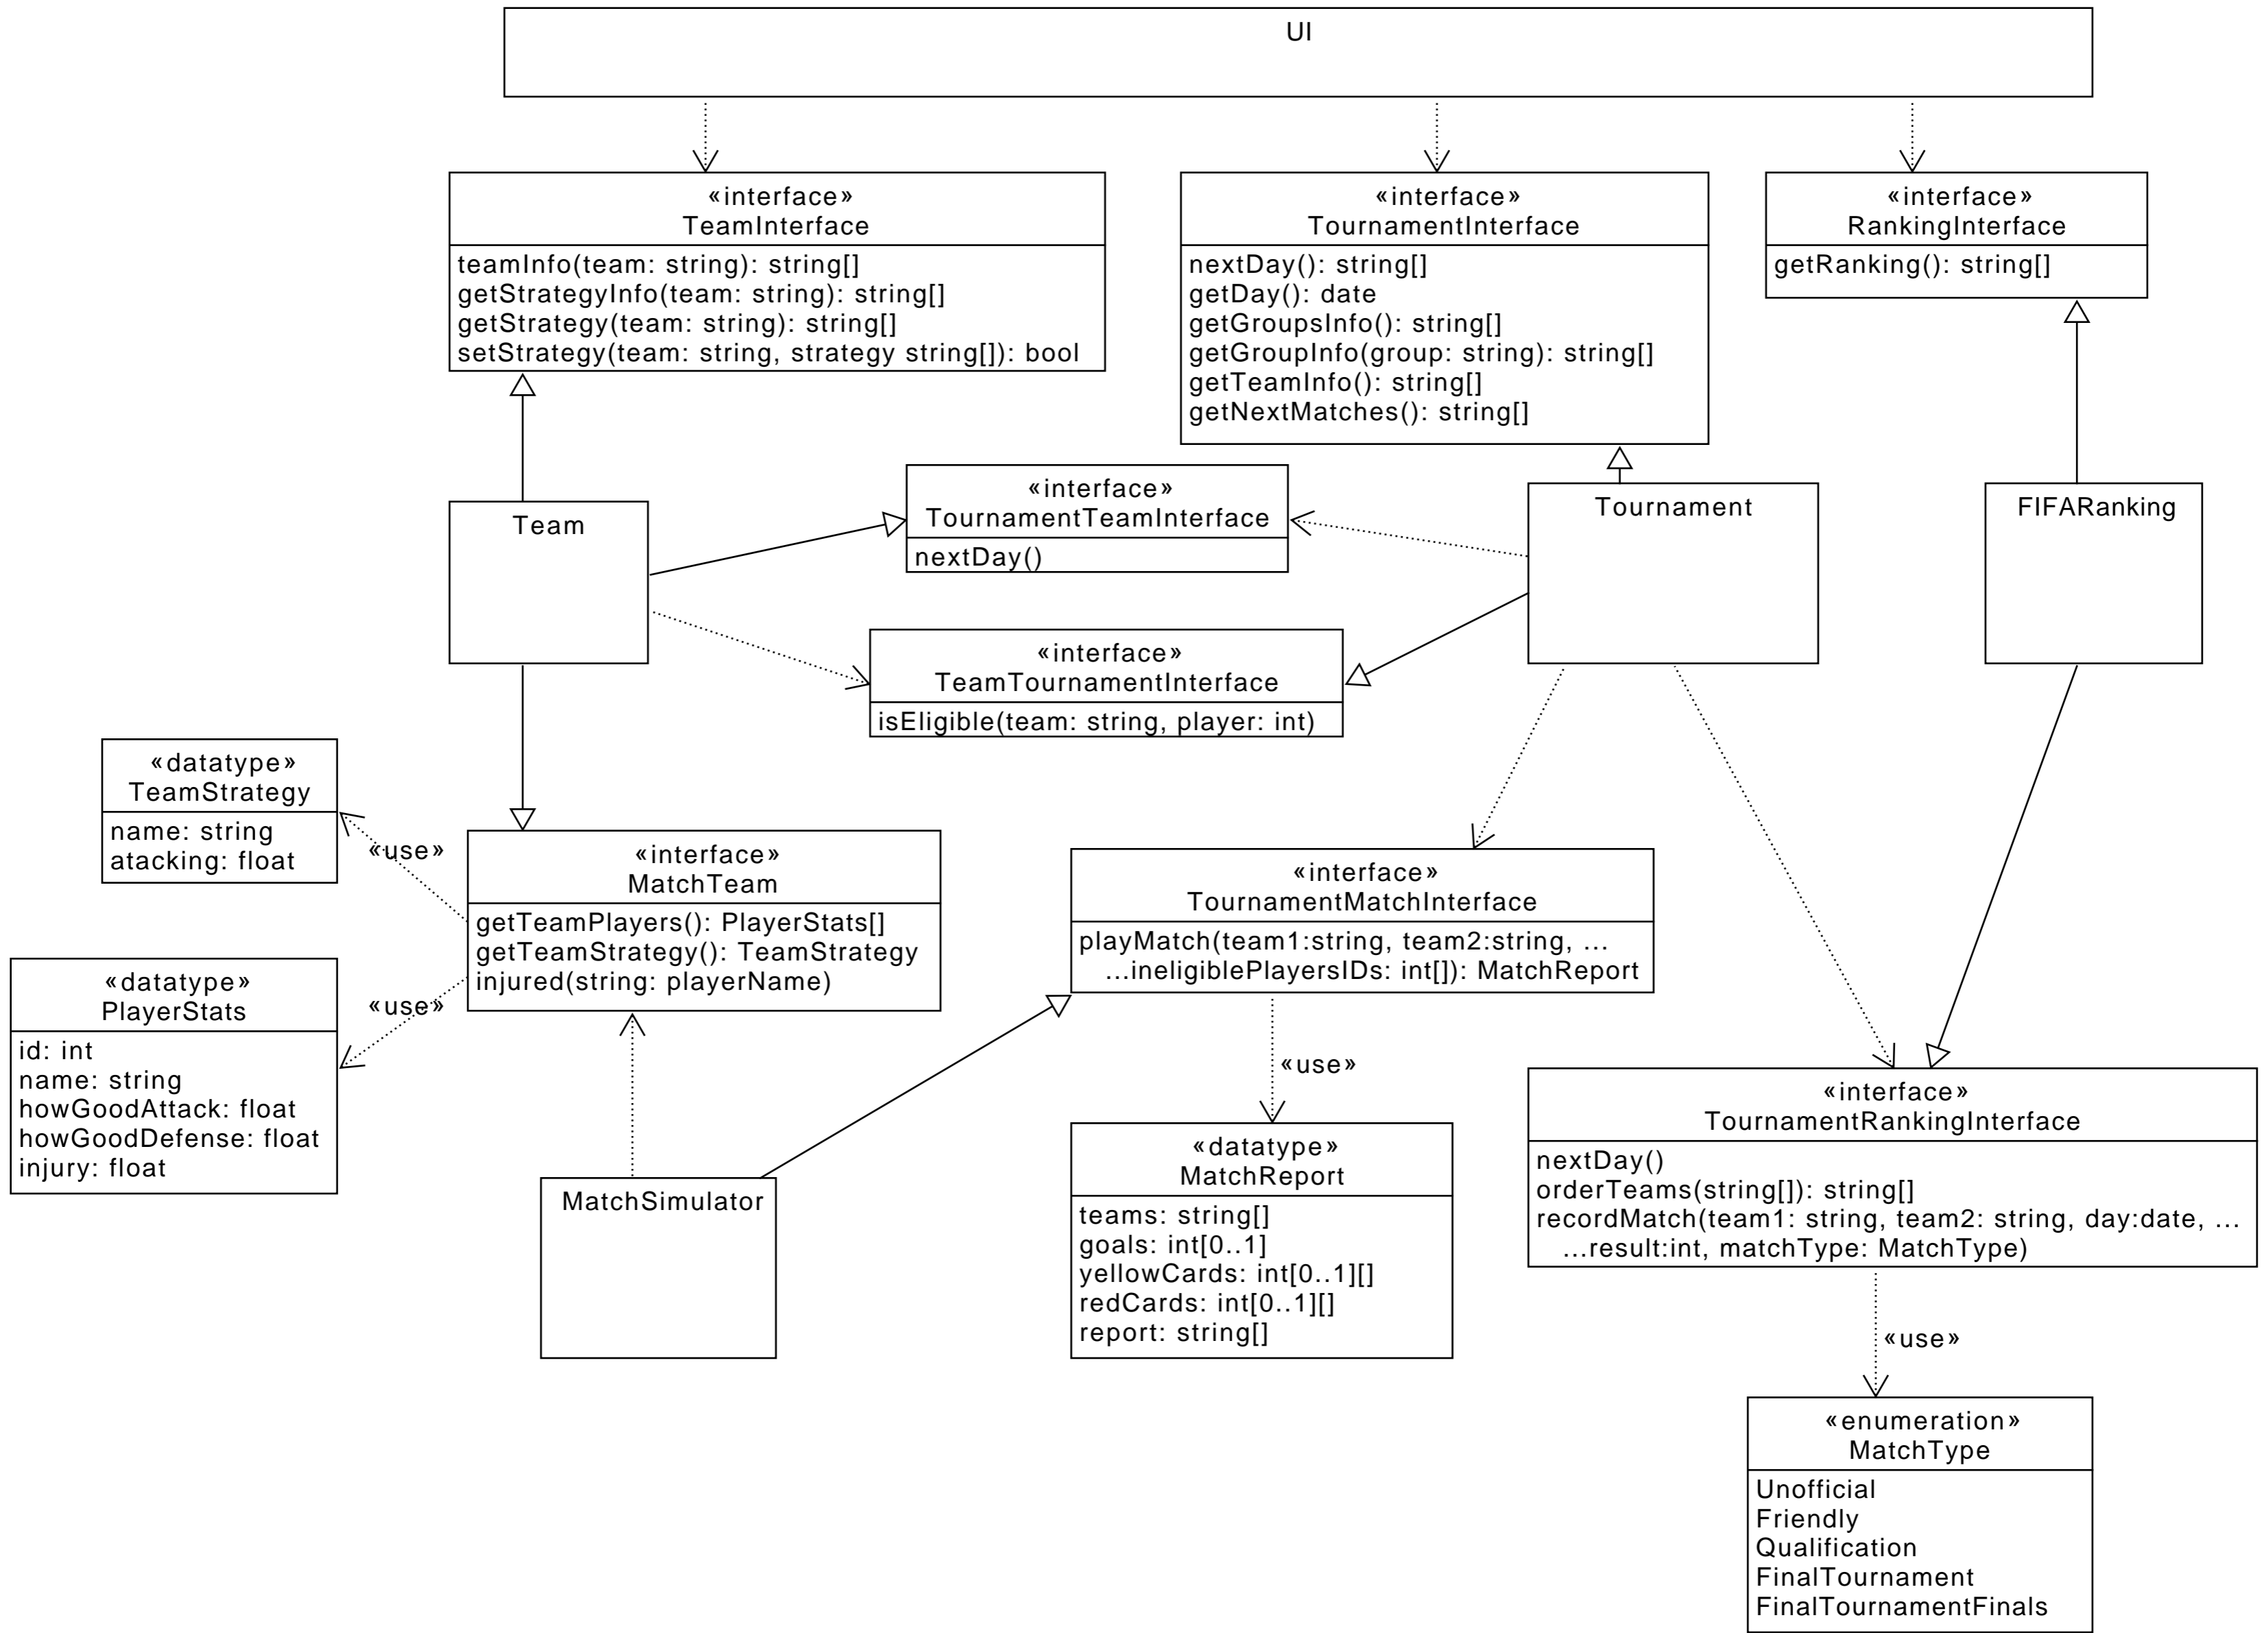 UI
«interface»
TeamInterface
teamInfo(team: string): string[]
getStrategyInfo(team: string): string[]
getStrategy(team: string): string[]
setStrategy(team: string, strategy string[]): bool
«interface»
TournamentInterface
nextDay(): string[]
getDay(): date
getGroupsInfo(): string[]
getGroupInfo(group: string): string[]
getTeamInfo(): string[]
getNextMatches(): string[]
«interface»
RankingInterface
getRanking(): string[]
Team
«interface»
TournamentTeamInterface
nextDay()
Tournament
FIFARanking
«interface»
TeamTournamentInterface
isEligible(team: string, player: int)
«datatype»
TeamStrategy
name: string
atacking: float
«use»
«interface»
MatchTeam
getTeamPlayers(): PlayerStats[]
getTeamStrategy(): TeamStrategy
injured(string: playerName)
«interface»
TournamentMatchInterface
playMatch(team1:string, team2:string, ...
...ineligiblePlayersIDs: int[]): MatchReport
«datatype»
PlayerStats
id: int
name: string
howGoodAttack: float
howGoodDefense: float
injury: float
«use»
«use»
«interface»
TournamentRankingInterface
nextDay()
orderTeams(string[]): string[]
recordMatch(team1: string, team2: string, day:date, ...
...result:int, matchType: MatchType)
MatchSimulator
«datatype»
MatchReport
teams: string[]
goals: int[0..1]
yellowCards: int[0..1][]
redCards: int[0..1][]
report: string[]
«use»
«enumeration»
MatchType
Unofficial
Friendly
Qualification
FinalTournament
FinalTournamentFinals